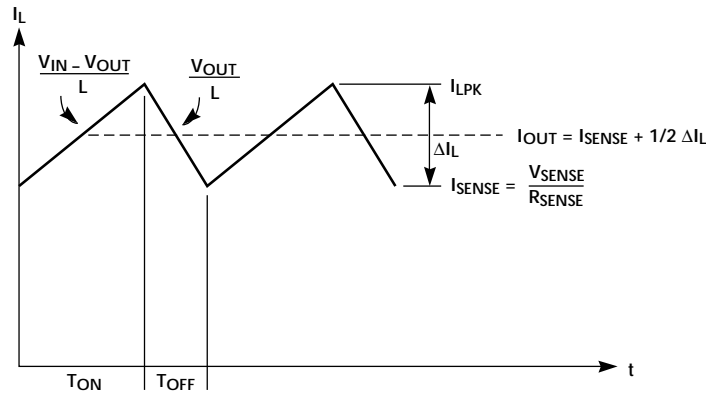 IL
VIN – VOUT
L
VOUT
L
ILPK
IOUT = ISENSE + 1/2 ΔIL
ΔIL
ISENSE = VSENSE
RSENSE
TON
TOFF
t